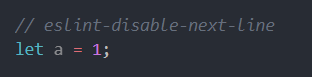 // eslint-disable-next-line
let a = 1;